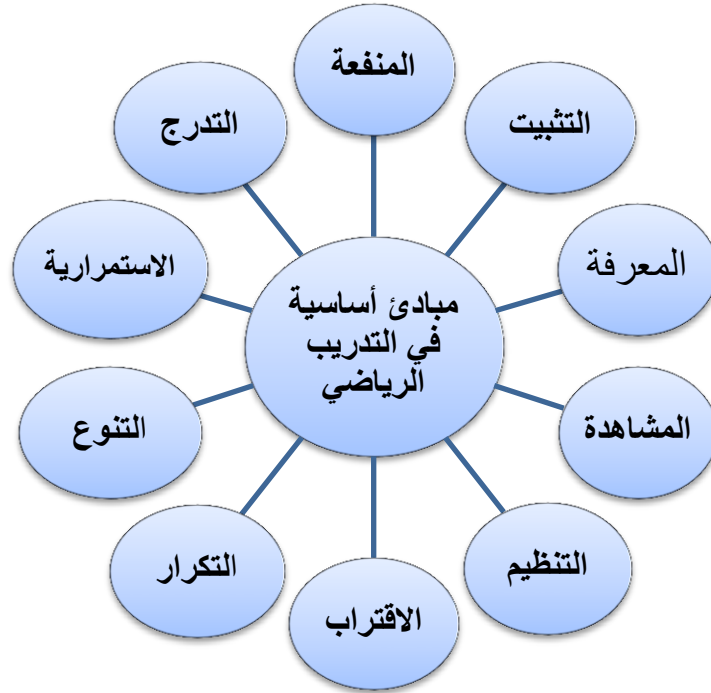 المنفعة
التثبيت
المعرفة
المشاهدة
التنظيم
الاقتراب
التكرار
التنوع
الاستمرارية
التدرج
مبادئ أساسية
في التدريب
الرياضي